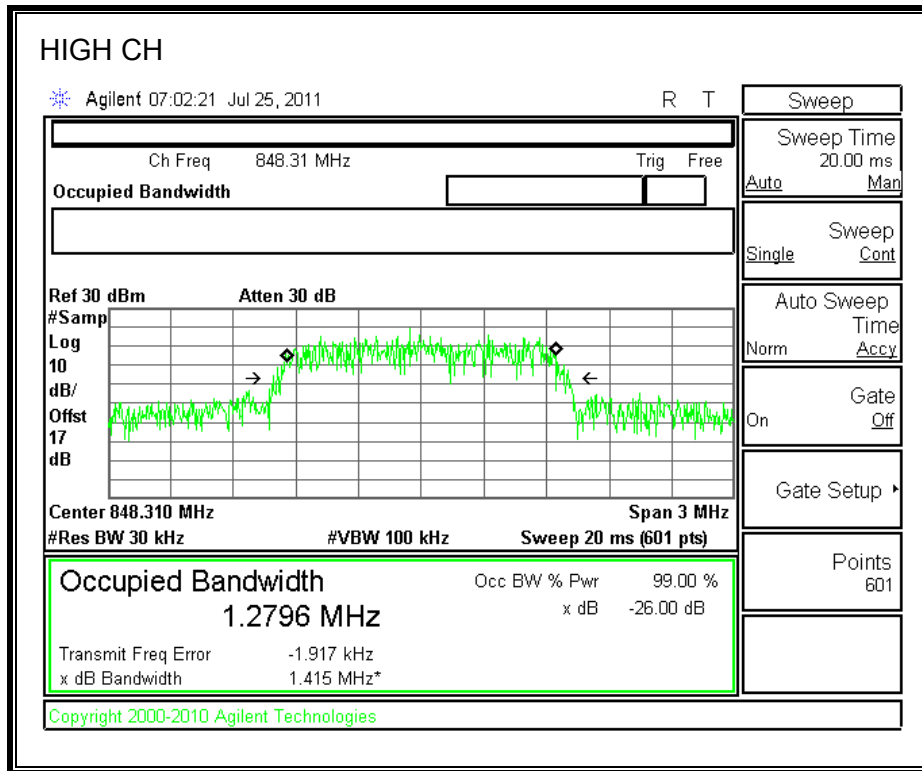 HIGH CH
Agilent 07:02:21 Jul 25, 2011 R T
Ch Freq 848.31 MHz Trig Free
Occupied Bandwidth
Ref 30 dBm Atten 30 dB
#Samp
Log
10
dB/
Offst
17
dB
Center 848.310 MHz Span 3 MHz
#Res BW 30 kHz #VBW 100 kHz Sweep 20 ms (601 pts)
Occupied Bandwidth Occ BW % Pwr 99.00 %
1.2796 MHz x dB -26.00 dB
Transmit Freq Error -1.917 kHz
x dB Bandwidth 1.415 MHz*
Copyright 2000-2010 Agilent Technologies
Sweep
Sweep Time
20.00 ms
Auto Man
Sweep
Single Cont
Auto Sweep
Time
Norm Accy
Gate
On Off
Gate Setup
Points
601